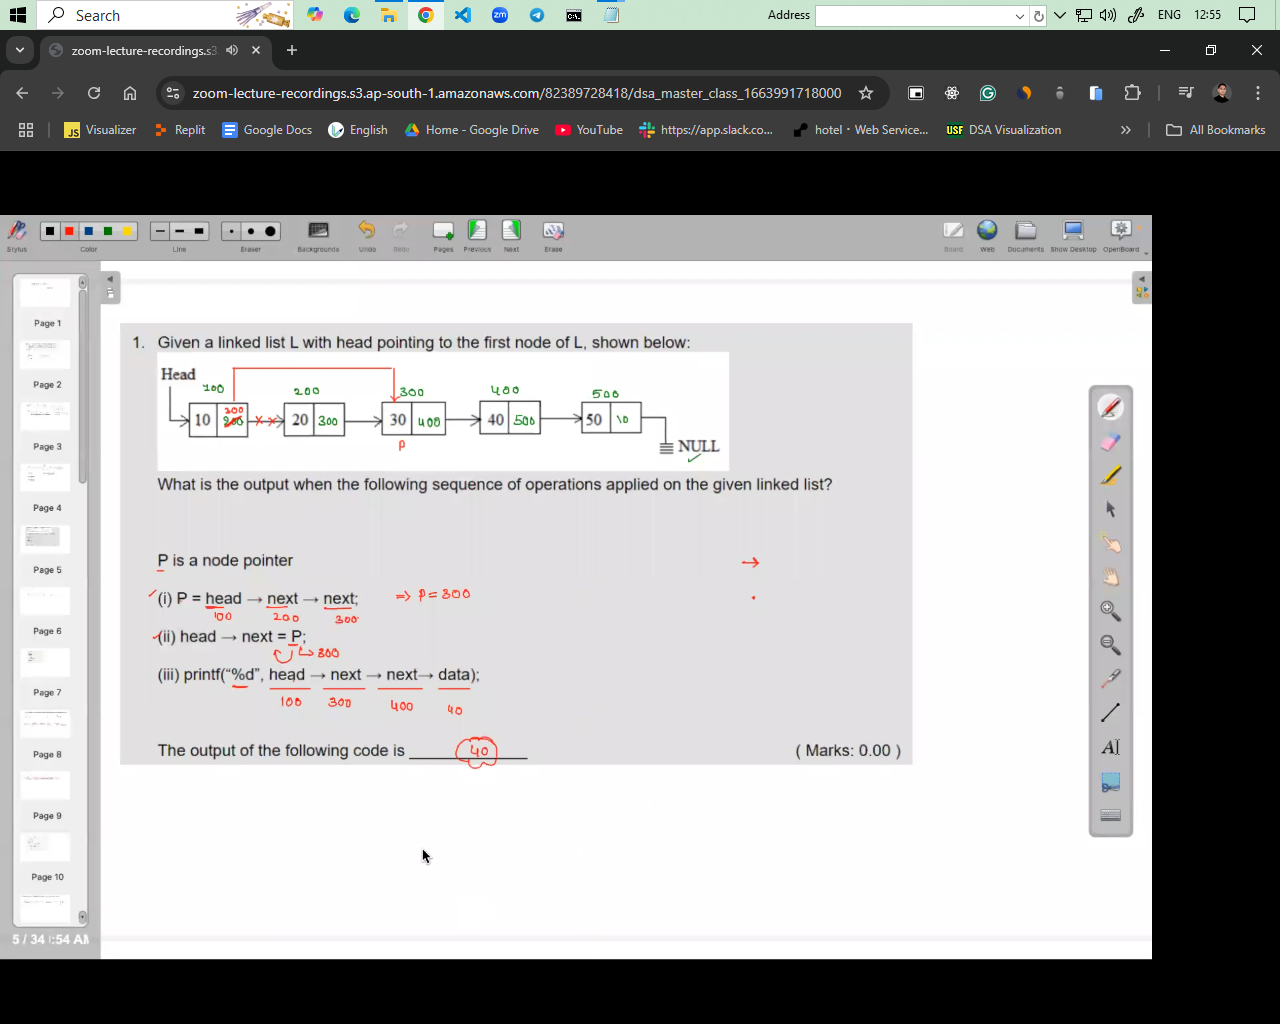 Search
Address
ENG
12:55
zoom-lecture-recordings.s3
zoom-lecture-recordings.s3.ap-south-1.amazonaws.com/82389728418/dsa_master_class_1663991718000
JS Visualizer
Replit
Google Docs
English
Home - Google Drive
YouTube
https://app.slack.co...
hotel · Web Service...
USF DSA Visualization
All Bookmarks
Stylus
Color
Line
Eraser
Backgrounds
Undo
Redo
Pages
Previous
Next
Erase
Board
Web
Documents
Show Desktop
OpenBoard
Page 1
Page 2
Page 3
Page 4
Page 5
Page 6
Page 7
Page 8
Page 9
Page 10
5 / 34
:54 AM
1. Given a linked list L with head pointing to the first node of L, shown below:
Head
100 200 300 400 500
300
10 200 x x 20 300 30 400 40 500 50 10
P
NULL
What is the output when the following sequence of operations applied on the given linked list?
P is a node pointer
(i) P = head → next → next; ⇒ P = 300
100 200 300
(ii) head → next = P;
300
(iii) printf("%d", head → next → next→ data);
100 300 400 40
The output of the following code is 40
( Marks: 0.00 )